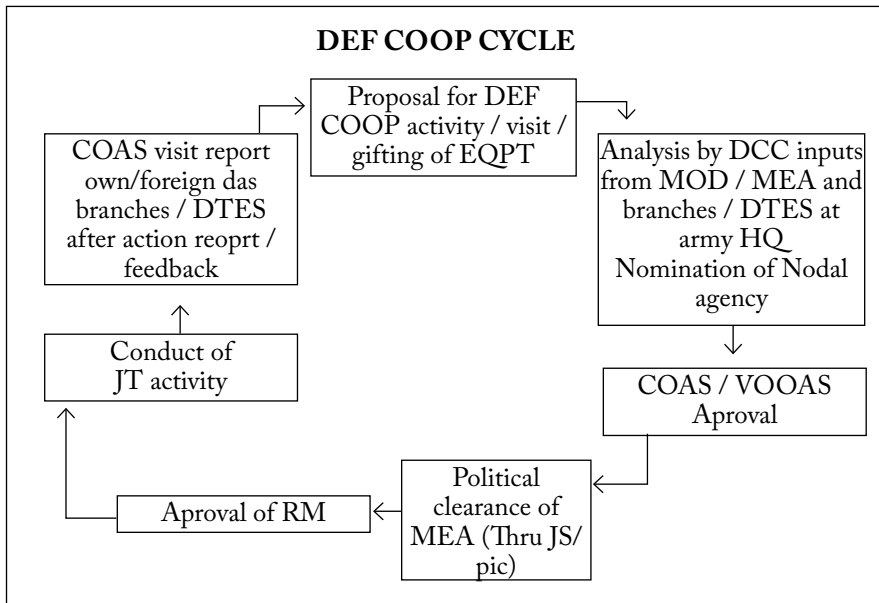 DEF COOP CYCLE
Proposal for DEF
COOP activity / visit /
gifting of EQPT
Analysis by DCC inputs
from MOD / MEA and
branches / DTES at
army HQ
Nomination of Nodal
agency
COAS / VOOAS
Aproval
Political
clearance of
MEA (Thru JS/
pic)
Aproval of RM
Conduct of
JT activity
COAS visit report
own/foreign das
branches / DTES
after action reoprt /
feedback